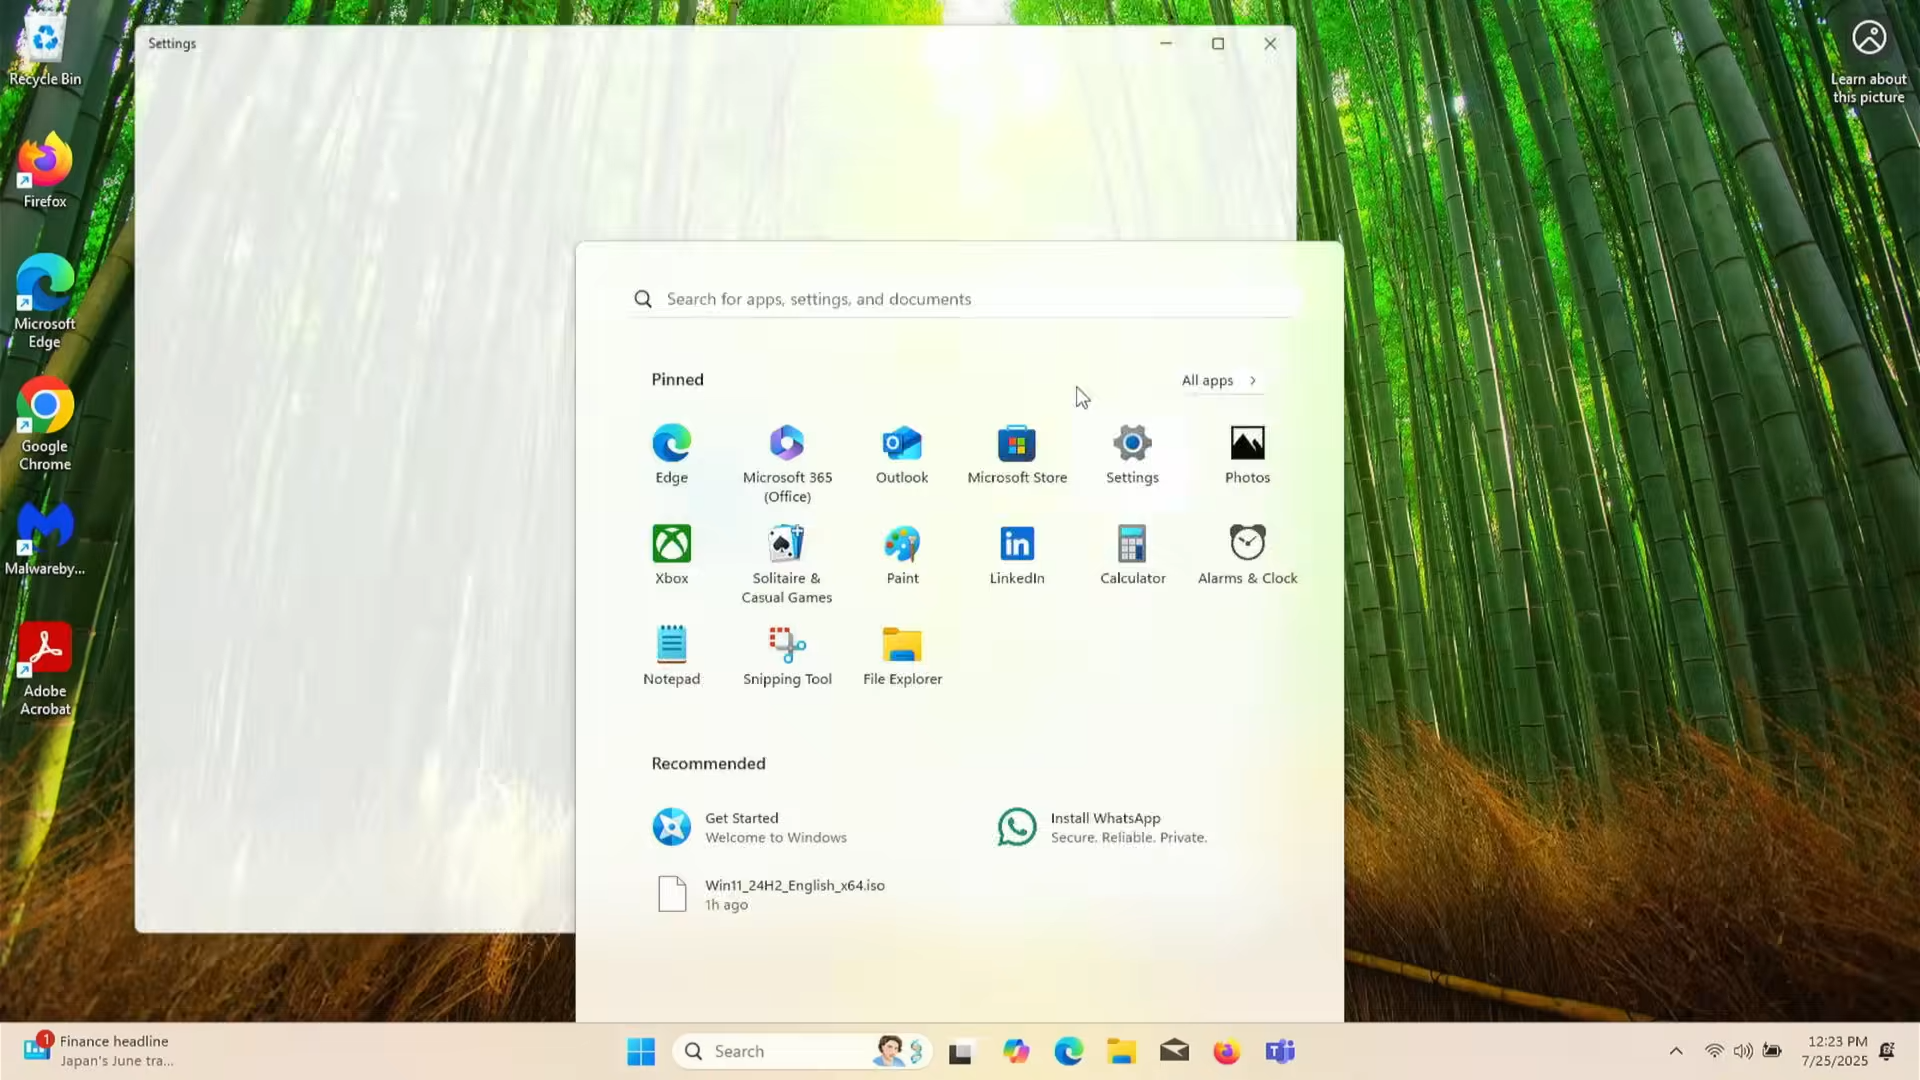 Recycle Bin
Firefox
Microsoft
Edge
Google
Chrome
Malwareby...
Adobe
Acrobat
Learn about
this picture
Settings
Search for apps, settings, and documents
Pinned
All apps
Edge
Microsoft 365
(Office)
Outlook
Microsoft Store
Settings
Photos
Xbox
Solitaire &
Casual Games
Paint
LinkedIn
Calculator
Alarms & Clock
Notepad
Snipping Tool
File Explorer
Recommended
Get Started
Welcome to Windows
Install WhatsApp
Secure. Reliable. Private.
Win11_24H2_English_x64.iso
1h ago
1
Finance headline
Japan's June tra...
Search
12:23 PM
7/25/2025